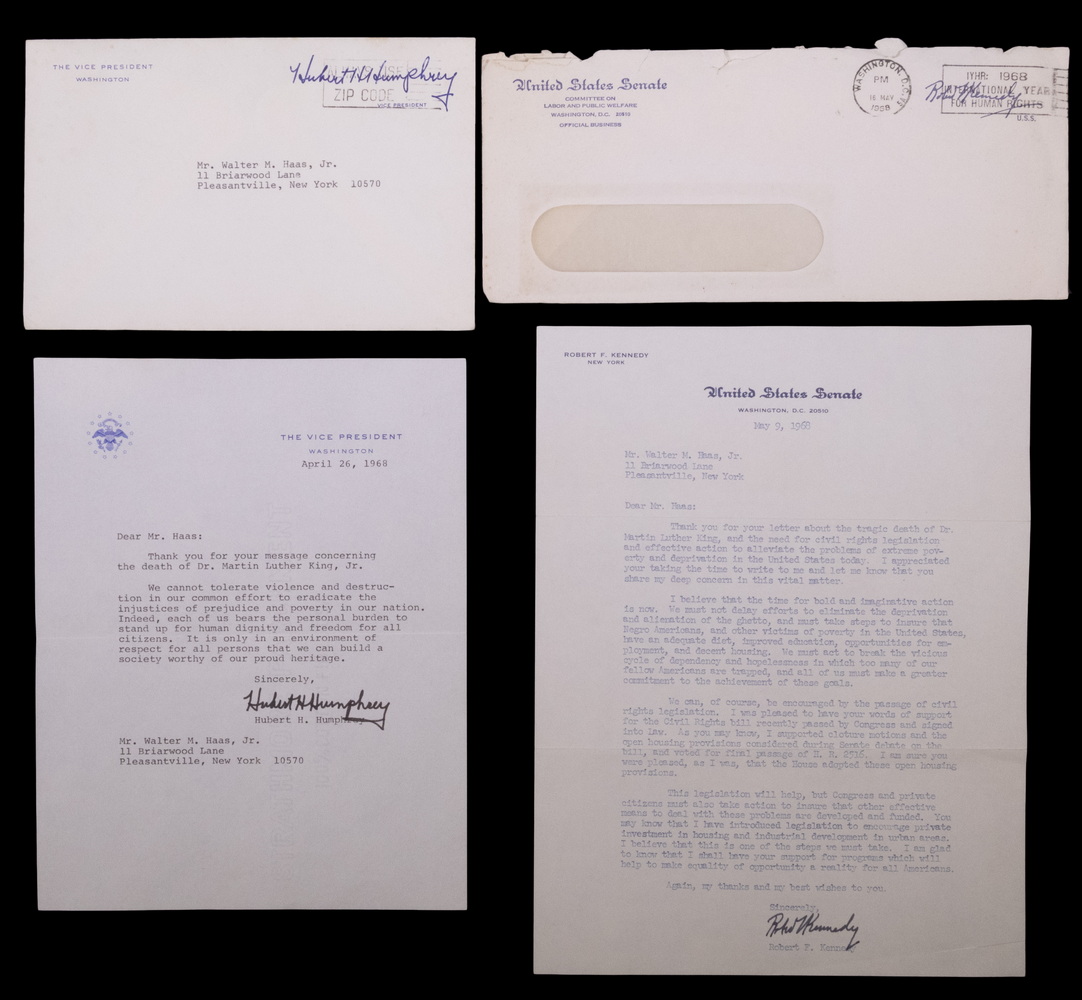 THE VICE PRESIDENT
WASHINGTON
Hubert H Humphrey
ZIP CODE
VICE PRESIDENT
Mr. Walter M. Haas, Jr.
11 Briarwood Lane
Pleasantville, New York 10570
United States Senate
COMMITTEE ON
LABOR AND PUBLIC WELFARE
WASHINGTON, D.C. 20510
OFFICIAL BUSINESS
WASHINGTON, D.C.
PM
MAY
1968
IYHR: 1968
INTERNATIONAL YEAR
FOR HUMAN RIGHTS
Robt F Kennedy
U.S.S.
THE VICE PRESIDENT
WASHINGTON
April 26, 1968
Dear Mr. Haas:
Thank you for your message concerning
the death of Dr. Martin Luther King, Jr.
We cannot tolerate violence and destruc-
tion in our common effort to eradicate the
injustices of prejudice and poverty in our nation.
Indeed, each of us bears the personal burden to
stand up for human dignity and freedom for all
citizens. It is only in an environment of
respect for all persons that we can build a
society worthy of our proud heritage.
Sincerely,
Hubert H Humphrey
Hubert H. Humphrey
Mr. Walter M. Haas, Jr.
11 Briarwood Lane
Pleasantville, New York 10570
ROBERT F. KENNEDY
NEW YORK
United States Senate
WASHINGTON, D.C. 20510
May 9, 1968
Mr. Walter M. Haas, Jr.
11 Briarwood Lane
Pleasantville, New York
Dear Mr. Haas:
Thank you for your letter about the tragic death of Dr.
Martin Luther King, and the need for civil rights legislation
and effective action to alleviate the problems of extreme pov-
erty and deprivation in the United States today. I appreciated
your taking the time to write to me and let me know that you
share my deep concern in this vital matter.
I believe that the time for bold and imaginative action
is now. We must not delay efforts to eliminate the deprivation
and alienation of the ghetto, and must take steps to insure that
Negro Americans, and other victims of poverty in the United States,
have an adequate diet, improved education, opportunities for em-
ployment, and decent housing. We must act to break the vicious
cycle of dependency and hopelessness in which too many of our
fellow Americans are trapped, and all of us must make a greater
commitment to the achievement of these goals.
We can, of course, be encouraged by the passage of civil
rights legislation. I was pleased to have your words of support
for the Civil Rights bill recently passed by Congress and signed
into law. As you may know, I supported cloture motions and the
open housing provisions considered during Senate debate on the
bill, and voted for final passage of H. R. 2516. I am sure you
were pleased, as I was, that the House adopted these open housing
provisions.
This legislation will help, but Congress and private
citizens must also take action to insure that other effective
means to deal with these problems are developed and funded. You
may know that I have introduced legislation to encourage private
investment in housing and industrial development in urban areas.
I believe that this is one of the steps we must take. I am glad
to know that I shall have your support for programs which will
help to make equality of opportunity a reality for all Americans.
Again, my thanks and my best wishes to you.
Sincerely,
Robt F Kennedy
Robert F. Kennedy